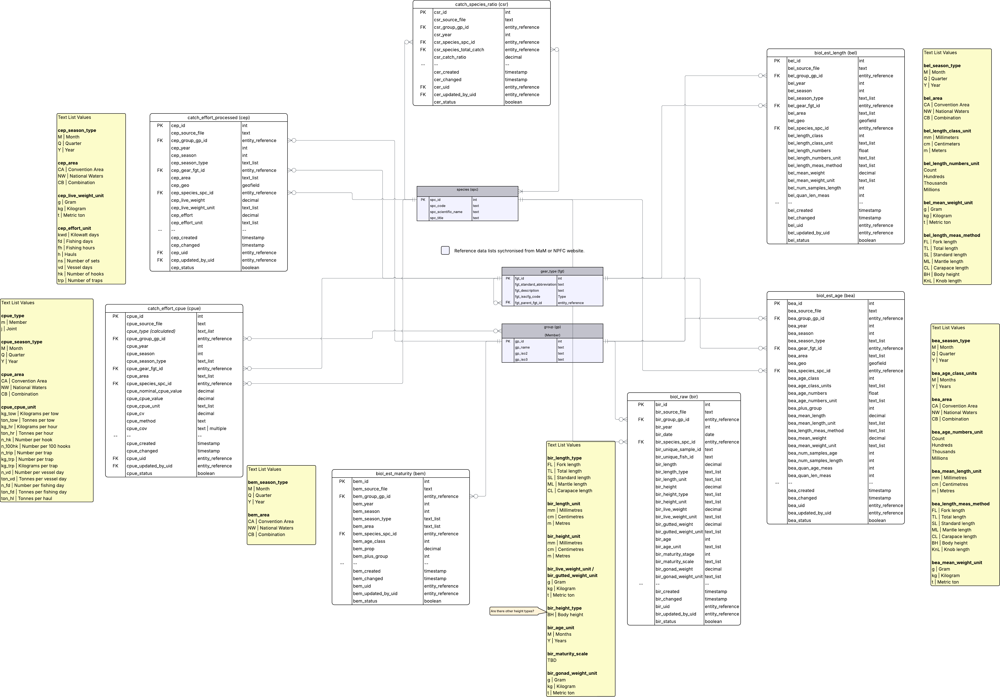 catch_species_ratio (csr)
PK csr_id int
csr_source_file text
FK csr_group_gp_id entity_reference
csr_year int
FK csr_species_spc_id entity_reference
FK csr_species_total_catch entity_reference
csr_catch_ratio decimal
-- -- --
cer_created timestamp
cer_changed timestamp
FK cer_uid entity_reference
FK cer_updated_by_uid entity_reference
cer_status boolean
Text List Values
cep_season_type
M | Month
Q | Quarter
Y | Year
cep_area
CA | Convention Area
NW | National Waters
CB | Combination
cep_live_weight_unit
g | Gram
kg | Kilogram
t | Metric ton
cep_effort_unit
kwd | Kilowatt days
fd | Fishing days
fh | Fishing hours
h | Hauls
ns | Number of sets
vd | Vessel days
hk | Number of hooks
trp | Number of traps
catch_effort_processed (cep)
PK cep_id int
cep_source_file text
FK cep_group_gp_id entity_reference
cep_year int
cep_season int
cep_season_type text_list
FK cep_gear_fgt_id entity_reference
cep_area text_list
cep_geo geofield
FK cep_species_spc_id entity_reference
cep_live_weight decimal
cep_live_weight_unit text_list
cep_effort decimal
cep_effort_unit text_list
-- -- --
cep_created timestamp
cep_changed timestamp
FK cep_uid entity_reference
FK cep_updated_by_uid entity_reference
cep_status boolean
species (spc)
PK spc_id int
spc_code text
spc_scientific_name text
spc_title text
Reference data lists sychronised from MaM or NPFC website.
gear_type (fgt)
PK fgt_id int
fgt_standard_abbreviation text
fgt_description text
fgt_isscfg_code Type
FK fgt_parent_fgt_id entity_reference
group (gp)
(Member)
PK gp_id int
gp_name text
gp_iso2 text
gp_iso3 text
biol_est_length (bel)
PK bel_id int
bel_source_file text
FK bel_group_gp_id entity_reference
bel_year int
bel_season int
bel_season_type text_list
FK bel_gear_fgt_id entity_reference
bel_area text_list
bel_geo geofield
FK bel_species_spc_id entity_reference
bel_length_class int
bel_length_class_unit text_list
bel_length_numbers float
bel_length_numbers_unit text_list
bel_length_meas_method text_list
bel_mean_weight decimal
bel_mean_weight_unit text_list
bel_num_samples_length int
bel_quan_len_meas int
-- -- --
bel_created timestamp
bel_changed timestamp
bel_uid entity_reference
bel_updated_by_uid entity_reference
bel_status boolean
Text List Values
bel_season_type
M | Month
Q | Quarter
Y | Year
bel_area
CA | Convention Area
NW | National Waters
CB | Combination
bel_length_class_unit
mm | Millimeters
cm | Centimeters
m | Meters
bel_length_numbers_unit
Count
Hundreds
Thousands
Millions
bel_mean_weight_unit
g | Gram
kg | Kilogram
t | Metric ton
bel_length_meas_method
FL | Fork length
TL | Total length
SL | Standard length
ML | Mantle length
CL | Carapace length
BH | Body height
KnL | Knob length
Text List Values
cpue_type
m | Member
j | Joint
cpue_season_type
M | Month
Q | Quarter
Y | Year
cpue_area
CA | Convention Area
NW | National Waters
CB | Combination
cpue_cpue_unit
kg_tow | Kilograms per tow
ton_tow | Tonnes per tow
kg_hr | Kilograms per hour
ton_hr | Tonnes per hour
n_hk | Number per hook
n_100hk | Number per 100 hooks
n_trip | Number per trap
kg_trp | Number per trap
kg_trp | Kilograms per trap
n_vd | Number per vessel day
ton_vd | Tonnes per vessel day
n_fd | Number per fishing day
ton_fd | Tonnes per fishing day
ton_hl | Tonnes per haul
catch_effort_cpue (cpue)
PK cpue_id int
cpue_source_file text
cpue_type (calculated) text_list
FK cpue_group_gp_id entity_reference
cpue_year int
cpue_season int
cpue_season_type text_list
FK cpue_gear_fgt_id entity_reference
cpue_area text_list
FK cpue_species_spc_id entity_reference
cpue_nominal_cpue_value decimal
cpue_cpue_value decimal
cpue_cpue_unit text_list
cpue_cv decimal
cpue_method text
cpue_cov text | multiple
-- -- --
cpue_created timestamp
cpue_changed timestamp
FK cpue_uid entity_reference
FK cpue_updated_by_uid entity_reference
cpue_status boolean
Text List Values
bem_season_type
M | Month
Q | Quarter
Y | Year
bem_area
CA | Convention Area
NW | National Waters
CB | Combination
biol_est_maturity (bem)
PK bem_id int
bem_source_file text
FK bem_group_gp_id entity_reference
bem_year int
bem_season int
bem_season_type text_list
bem_area text_list
FK bem_species_spc_id entity_reference
bem_age_class int
bem_prop decimal
bem_plus_group int
-- -- --
bem_created timestamp
bem_changed timestamp
bem_uid entity_reference
bem_updated_by_uid entity_reference
bem_status boolean
Text List Values
bir_length_type
FL | Fork length
TL | Total length
SL | Standard length
ML | Mantle length
CL | Carapace length
bir_length_unit
mm | Millimetres
cm | Centimetres
m | Metres
bir_height_unit
mm | Millimetres
cm | Centimetres
m | Metres
bir_live_weight_unit /
bir_gutted_weight_unit
g | Gram
kg | Kilogram
t | Metric ton
bir_height_type
BH | Body height
bir_age_unit
M | Months
Y | Years
bir_maturity_scale
TBD
bir_gonad_weight_unit
g | Gram
kg | Kilogram
t | Metric ton
Are there other height types?
biol_raw (bir)
PK bir_id int
bir_source_file text
FK bir_group_gp_id entity_reference
bir_year int
bir_date date
FK bir_species_spc_id entity_reference
bir_unique_sample_id text
bir_unique_fish_id text
bir_length decimal
bir_length_type text_list
bir_length_unit text_list
bir_height decimal
bir_height_type text_list
bir_height_unit text_list
bir_live_weight decimal
bir_live_weight_unit text_list
bir_gutted_weight decimal
bir_gutted_weight_unit text_list
bir_age int
bir_age_unit text_list
bir_maturity_stage int
bir_maturity_scale text_list
bir_gonad_weight decimal
bir_gonad_weight_unit text_list
-- -- --
bir_created timestamp
bir_changed timestamp
bir_uid entity_reference
bir_updated_by_uid entity_reference
bir_status boolean
biol_est_age (bea)
PK bea_id int
bea_source_file text
FK bea_group_gp_id entity_reference
bea_year int
bea_season int
bea_season_type text_list
FK bea_gear_fgt_id entity_reference
bea_area text_list
bea_geo geofield
FK bea_species_spc_id entity_reference
bea_age_class int
bea_age_class_units text_list
bea_age_numbers float
bea_age_numbers_unit text_list
bea_plus_group int
bea_mean_length decimal
bea_mean_length_unit text_list
bea_length_meas_method text_list
bea_mean_weight decimal
bea_mean_weight_unit text_list
bea_num_samples_age int
bea_num_samples_length int
bea_quan_age_meas int
bea_quan_len_meas int
-- -- --
bea_created timestamp
bea_changed timestamp
bea_uid entity_reference
bea_updated_by_uid entity_reference
bea_status boolean
Text List Values
bea_season_type
M | Month
Q | Quarter
Y | Year
bea_age_class_units
M | Months
Y | Years
bea_area
CA | Convention Area
NW | National Waters
CB | Combination
bea_age_numbers_unit
Count
Hundreds
Thousands
Millions
bea_mean_length_unit
mm | Millimetres
cm | Centimetres
m | Metres
bea_length_meas_method
FL | Fork length
TL | Total length
SL | Standard length
ML | Mantle length
CL | Carapace length
BH | Body height
KnL | Knob length
bea_mean_weight_unit
g | Gram
kg | Kilogram
t | Metric ton